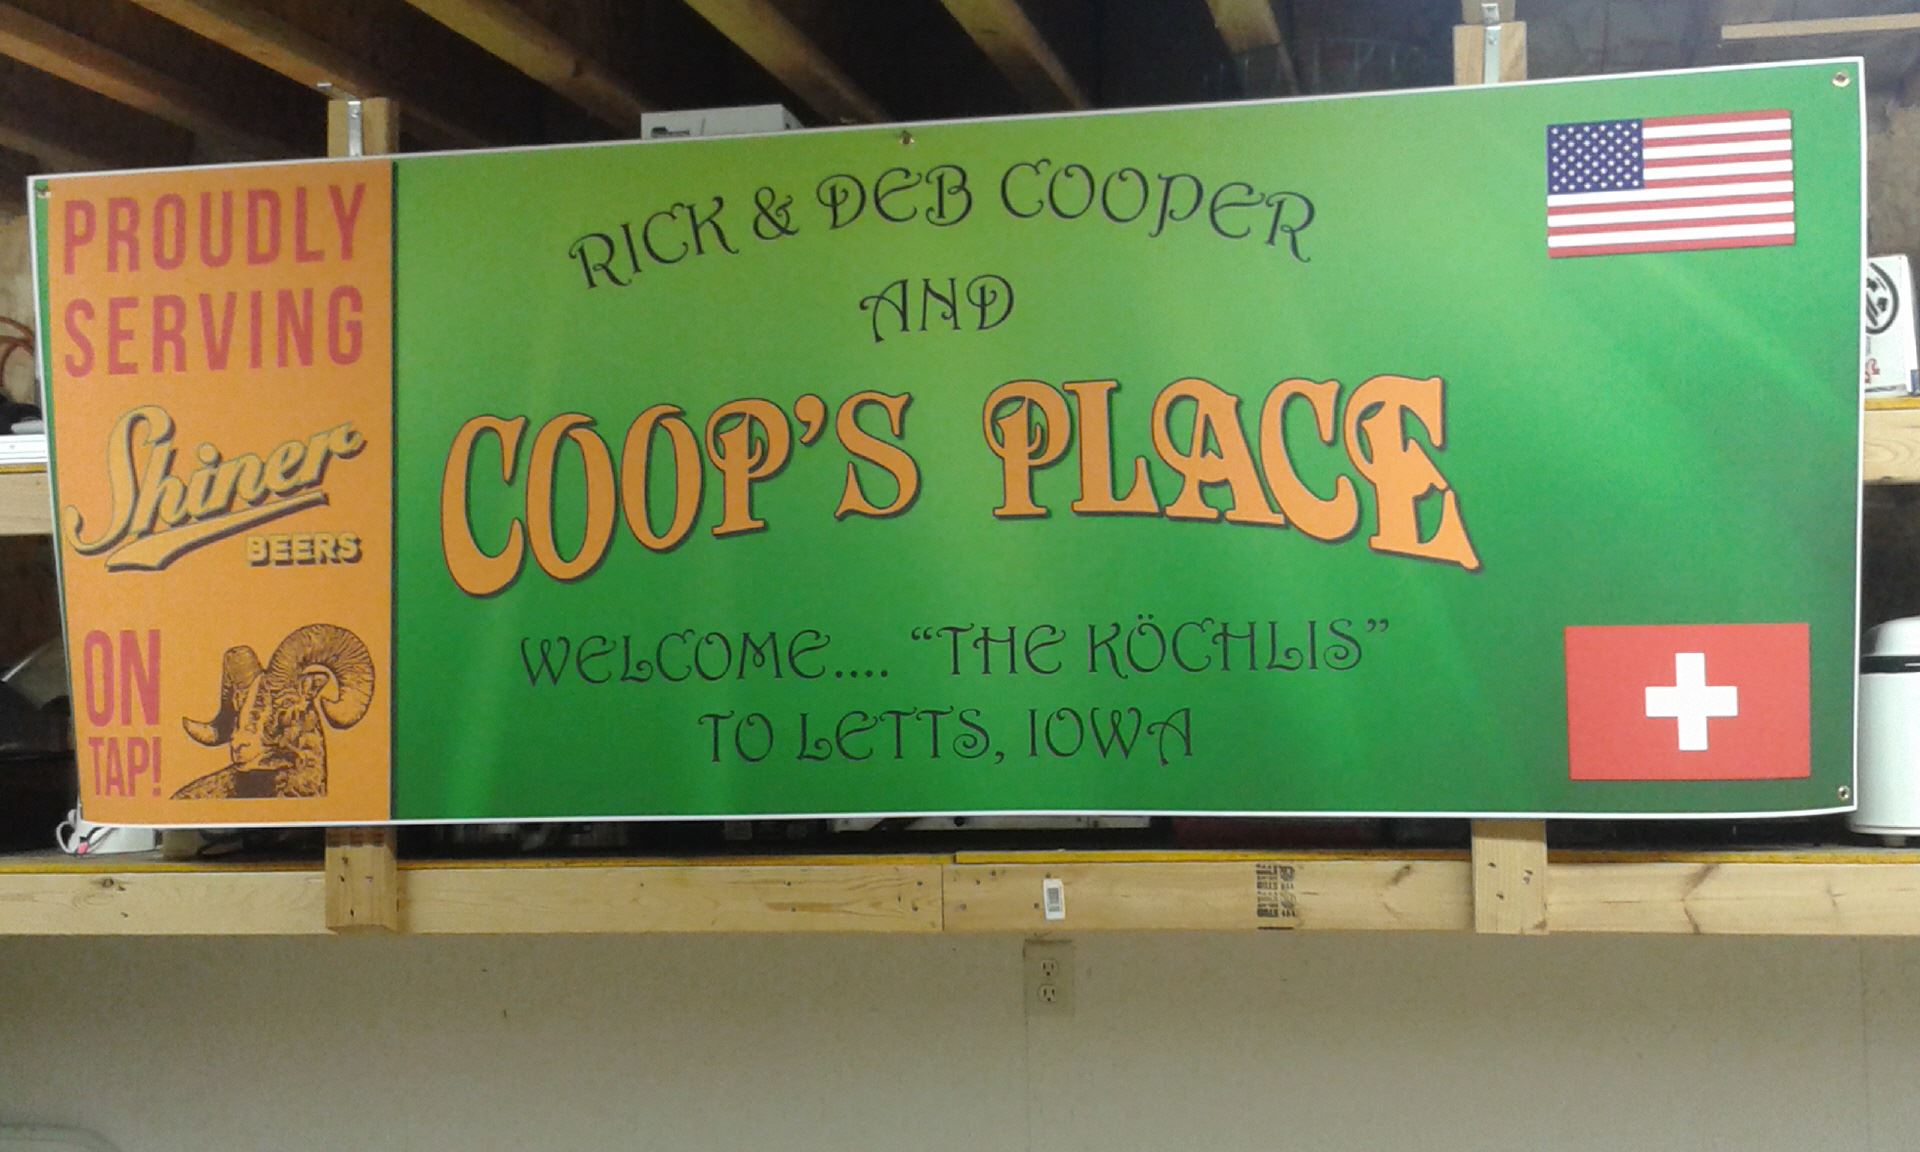 PROUDLY
SERVING
Shiner
BEERS
ON
TAP!
RICK & DEB COOPER
AND
COOP'S PLACE
WELCOME.... “THE KÖCHLIS”
TO LETTS, IOWA